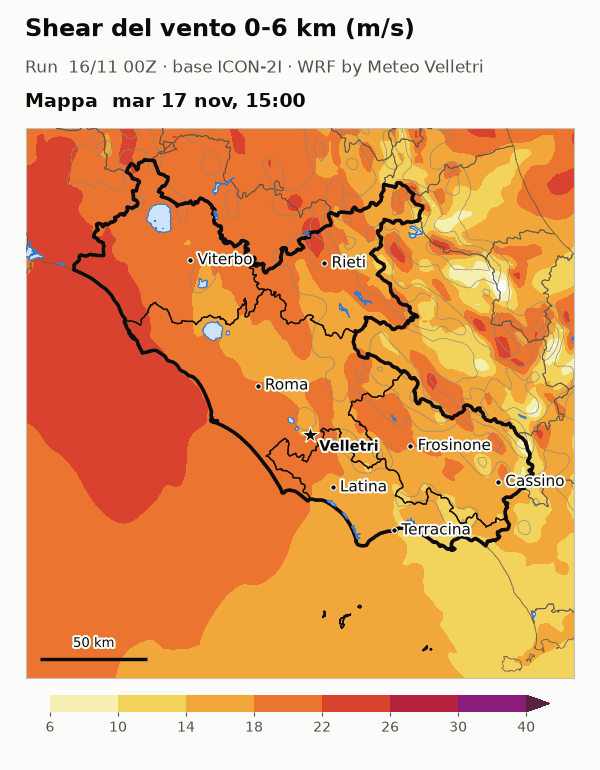 Shear del vento 0-6 km (m/s)
Run  16/11 00Z · base ICON-2I · WRF by Meteo Velletri
Mappa  mar 17 nov, 15:00
Viterbo
Rieti
Roma
Velletri
Frosinone
Cassino
Latina
Terracina
50 km
6 10 14 18 22 26 30 40